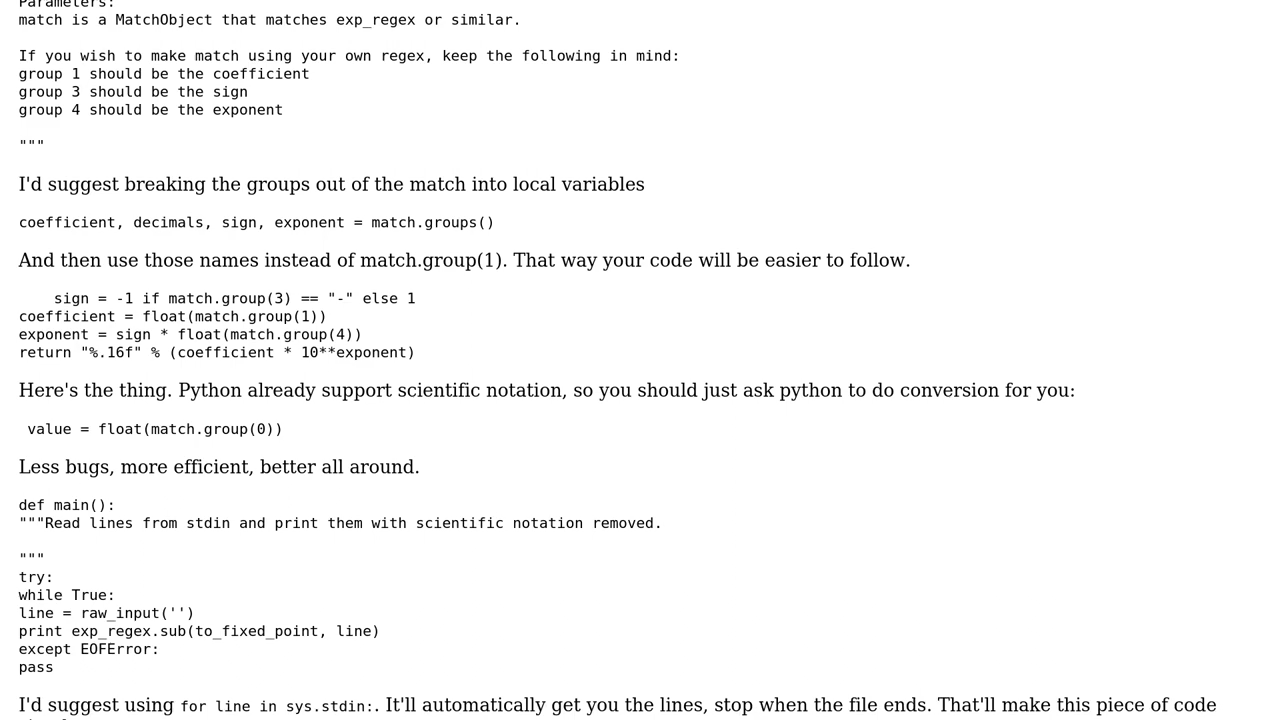 Parameters:
match is a MatchObject that matches exp_regex or similar.
If you wish to make match using your own regex, keep the following in mind:
group 1 should be the coefficient
group 3 should be the sign
group 4 should be the exponent
"""
I'd suggest breaking the groups out of the match into local variables
coefficient, decimals, sign, exponent = match.groups()
And then use those names instead of match.group(1). That way your code will be easier to follow.
    sign = -1 if match.group(3) == "-" else 1
coefficient = float(match.group(1))
exponent = sign * float(match.group(4))
return "%.16f" % (coefficient * 10**exponent)
Here's the thing. Python already support scientific notation, so you should just ask python to do conversion for you:
 value = float(match.group(0))
Less bugs, more efficient, better all around.
def main():
"""Read lines from stdin and print them with scientific notation removed.
"""
try:
while True:
line = raw_input('')
print exp_regex.sub(to_fixed_point, line)
except EOFError:
pass
I'd suggest using for line in sys.stdin:. It'll automatically get you the lines, stop when the file ends. That'll make this piece of code